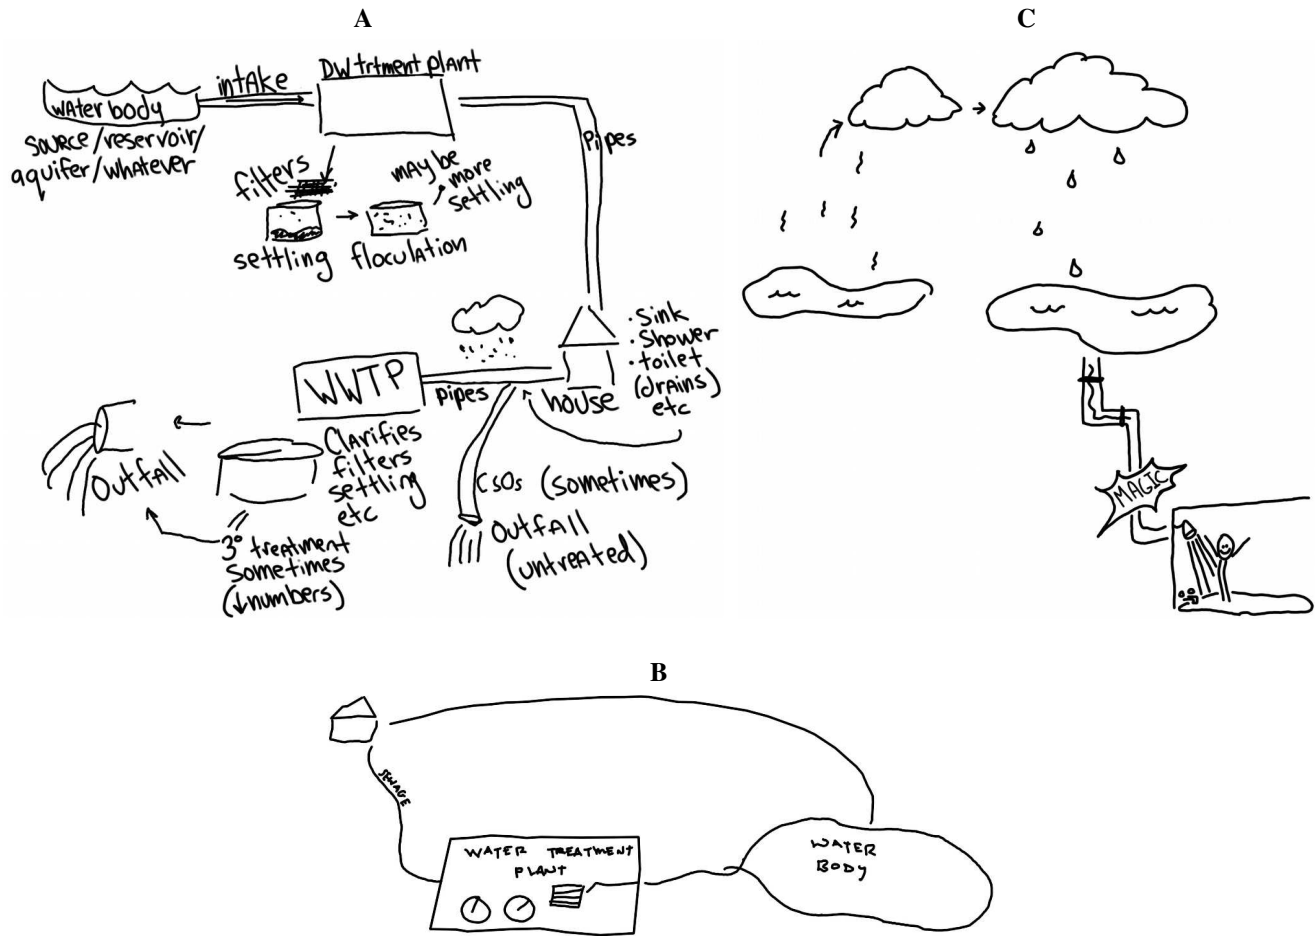 A
intake
DW trtment plant
water body
source/reservoir/
aquifer/whatever
Pipes
filters
may be
more
settling
settling
floculation
WWTP
pipes
house
• Sink
• Shower
• toilet
(drains)
etc
Clarifies
filters
settling
etc
outfall
3° treatment
sometimes
(↓numbers)
CSOs (sometimes)
outfall
(untreated)
C
MAGIC
B
SEWAGE
WATER TREATMENT
PLANT
WATER
BODY